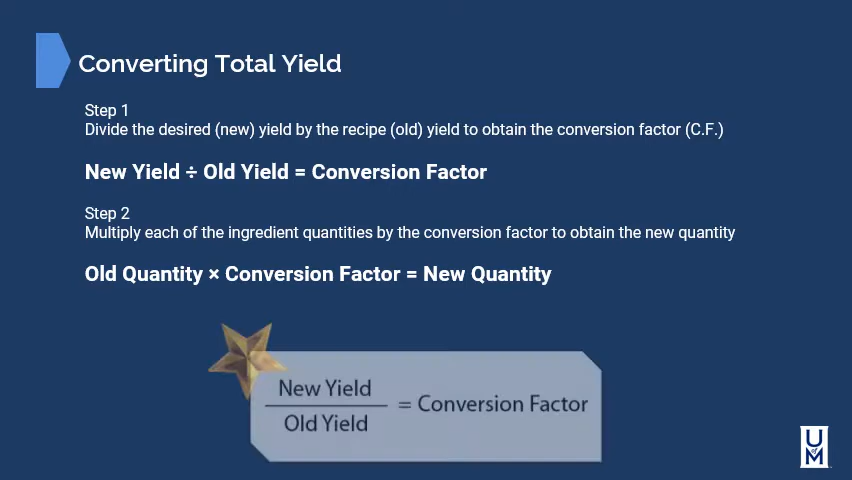 Converting Total Yield
Step 1
Divide the desired (new) yield by the recipe (old) yield to obtain the conversion factor (C.F.)
New Yield ÷ Old Yield = Conversion Factor
Step 2
Multiply each of the ingredient quantities by the conversion factor to obtain the new quantity
Old Quantity × Conversion Factor = New Quantity
New Yield
Old Yield
= Conversion Factor
U
of
M